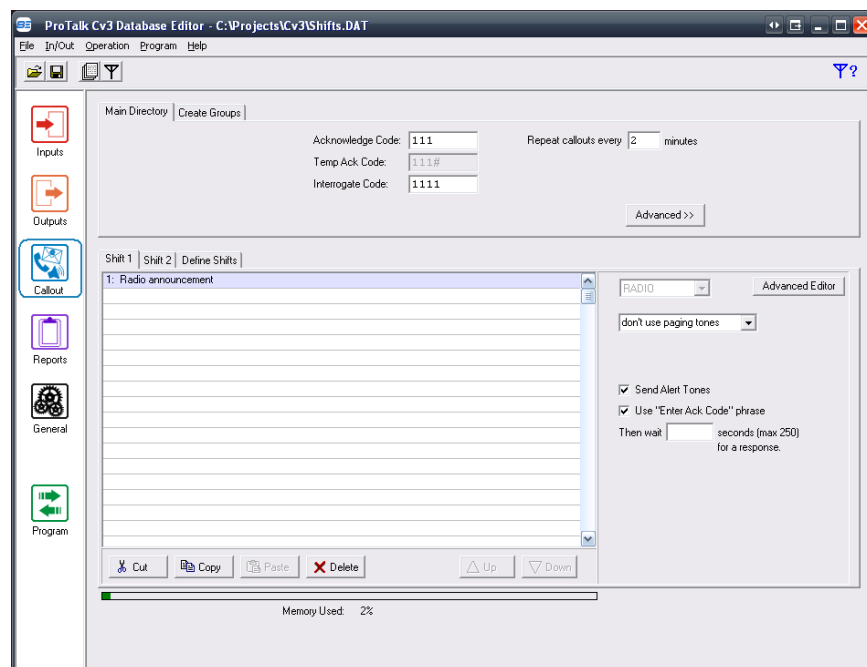 ProTalk Cv3 Database Editor - C:\Projects\Cv3\Shifts.DAT
File In/Out Operation Program Help
?
Inputs
Outputs
Callout
Reports
General
Program
Main Directory Create Groups
Acknowledge Code: 111 Repeat callouts every 2 minutes
Temp Ack Code: 111#
Interrogate Code: 1111
Advanced >>
Shift 1 Shift 2 Define Shifts
1: Radio announcement
RADIO Advanced Editor
don't use paging tones
Send Alert Tones
Use "Enter Ack Code" phrase
Then wait seconds (max 250)
for a response.
Cut Copy Paste Delete Up Down
Memory Used: 2%